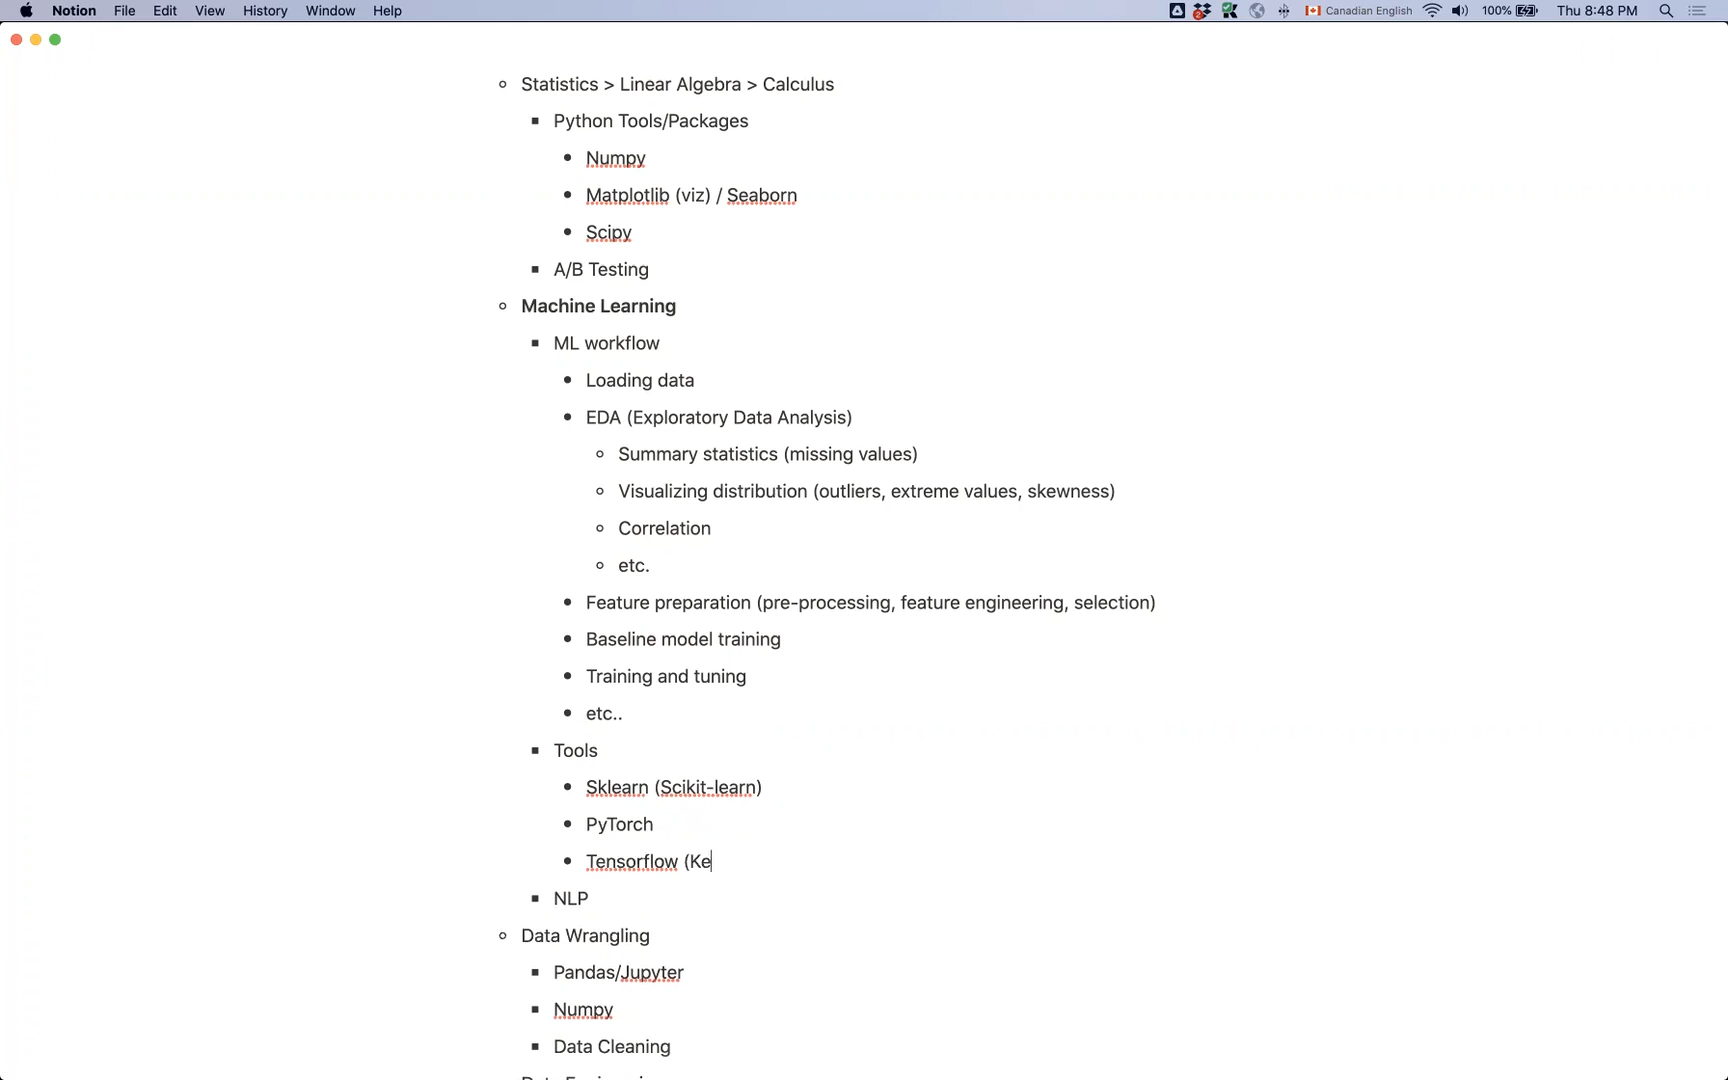 Notion File Edit View History Window Help 2 Canadian English 100% Thu 8:48 PM
Statistics > Linear Algebra > Calculus
Python Tools/Packages
Numpy
Matplotlib (viz) / Seaborn
Scipy
A/B Testing
Machine Learning
ML workflow
Loading data
EDA (Exploratory Data Analysis)
Summary statistics (missing values)
Visualizing distribution (outliers, extreme values, skewness)
Correlation
etc.
Feature preparation (pre-processing, feature engineering, selection)
Baseline model training
Training and tuning
etc..
Tools
Sklearn (Scikit-learn)
PyTorch
Tensorflow (Ke
NLP
Data Wrangling
Pandas/Jupyter
Numpy
Data Cleaning